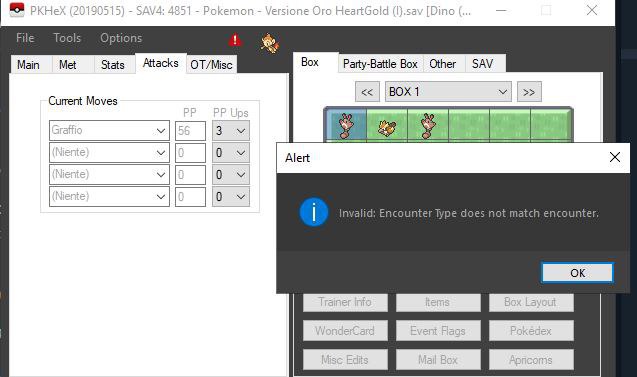 PKHeX (20190515) - SAV4: 4851 - Pokemon - Versione Oro HeartGold (I).sav [Dino (...
File Tools Options
Main Met Stats Attacks OT/Misc
Box Party-Battle Box Other SAV
<< BOX 1 >>
Current Moves
PP PP Ups
Graffio 56 3
(Niente) 0 0
(Niente) 0 0
(Niente) 0 0
Alert
Invalid: Encounter Type does not match encounter.
OK
Trainer Info Items Box Layout
WonderCard Event Flags Pokédex
Misc Edits Mail Box Apricorns